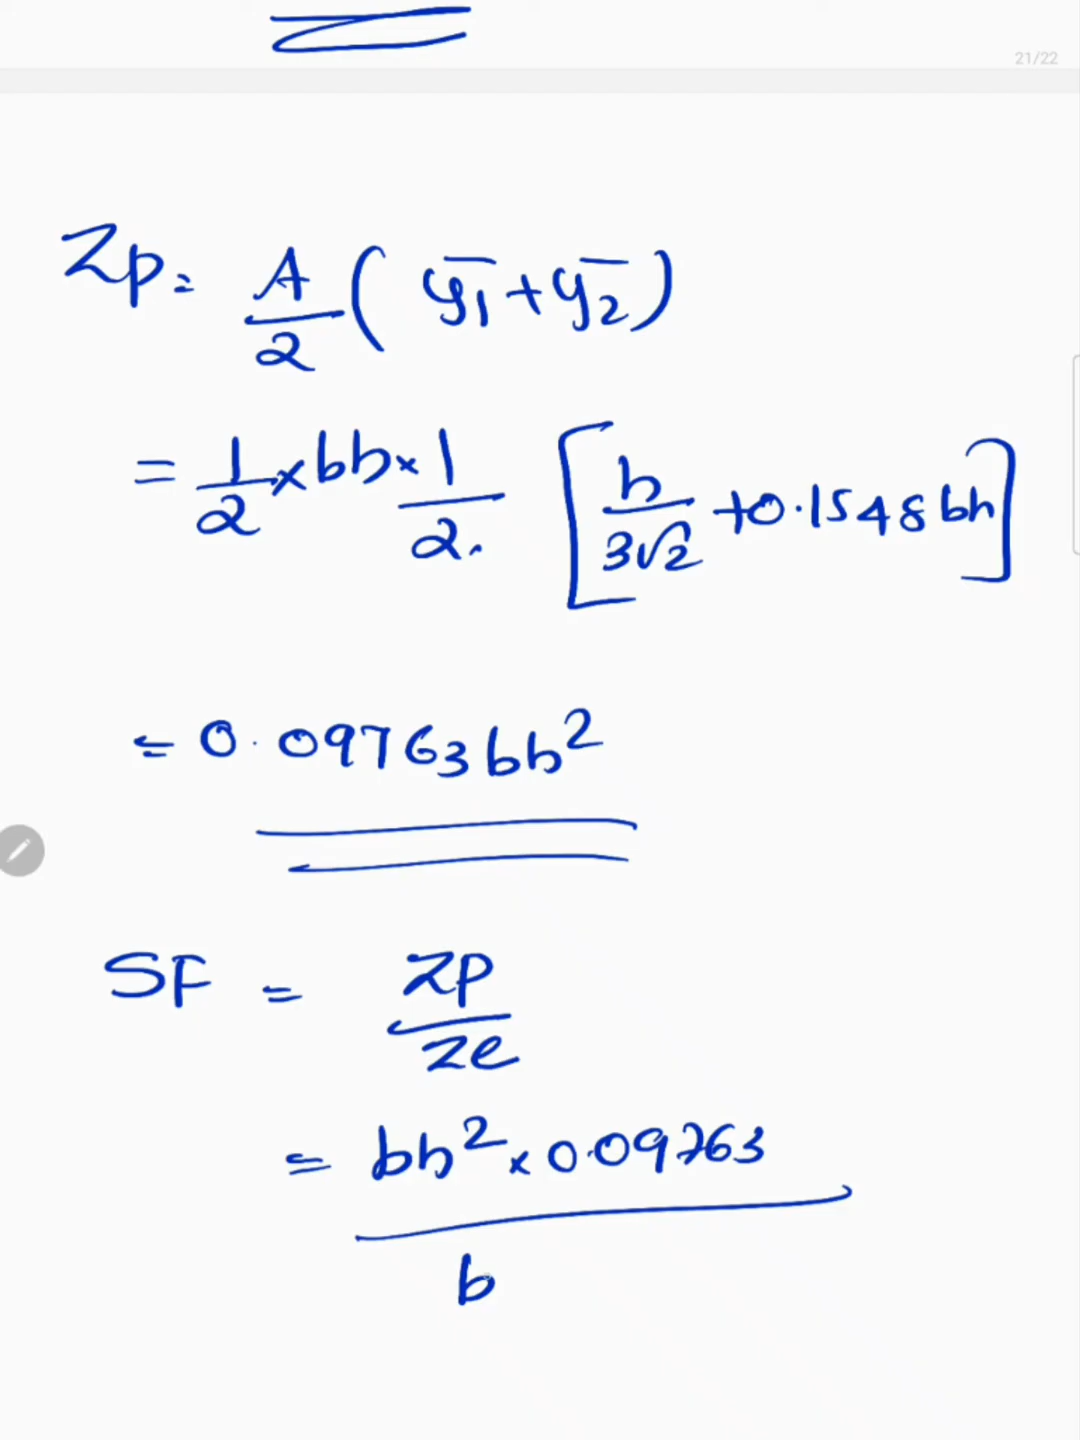 21/22
Zp = A/2 ( ȳ1 + ȳ2 )
= 1/2 × bh × 1/2 [ h/3√2 + 0.1548 bh ]
= 0.09763 bh²
SF = Zp/Ze
= bh² × 0.09763 / b